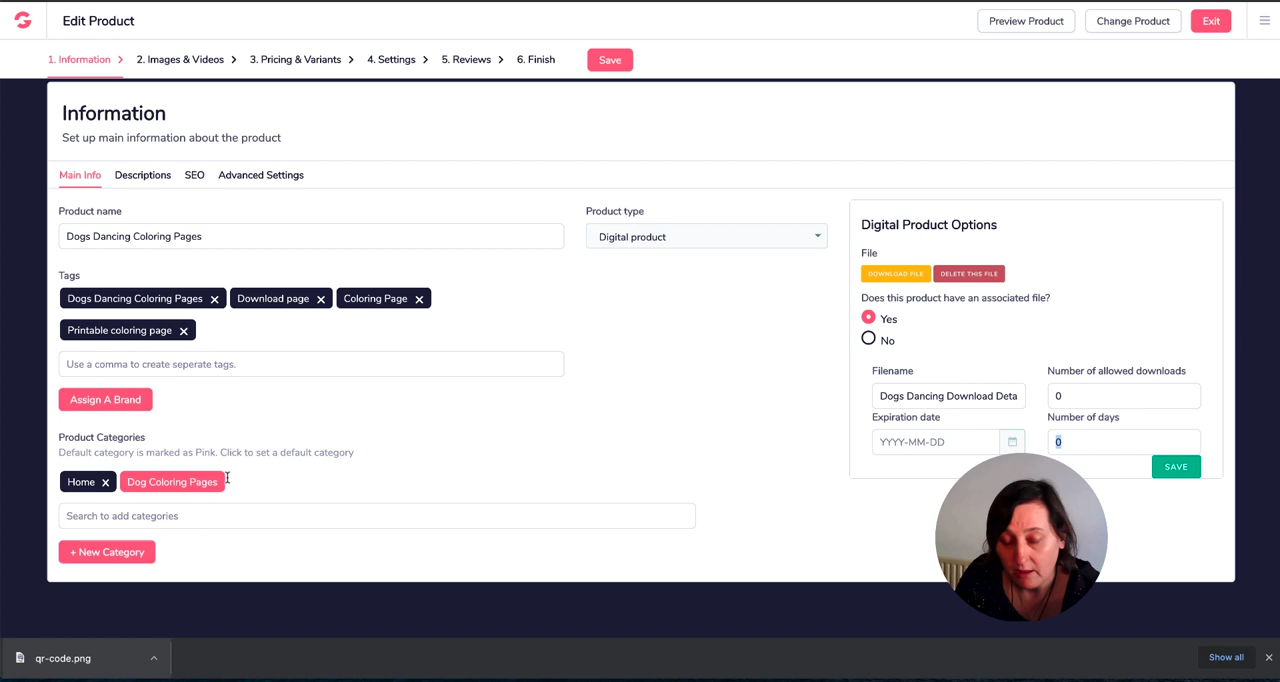 Edit Product
Preview Product
Change Product
Exit
1. Information
2. Images & Videos
3. Pricing & Variants
4. Settings
5. Reviews
6. Finish
Save
Information
Set up main information about the product
Main Info
Descriptions
SEO
Advanced Settings
Product name
Dogs Dancing Coloring Pages
Product type
Digital product
Tags
Dogs Dancing Coloring Pages
Download page
Coloring Page
Printable coloring page
Use a comma to create seperate tags.
Assign A Brand
Product Categories
Default category is marked as Pink. Click to set a default category
Home
Dog Coloring Pages
Search to add categories
+ New Category
Digital Product Options
File
DOWNLOAD FILE
DELETE THIS FILE
Does this product have an associated file?
Yes
No
Filename
Number of allowed downloads
Dogs Dancing Download Deta
0
Expiration date
Number of days
YYYY-MM-DD
0
SAVE
qr-code.png
Show all